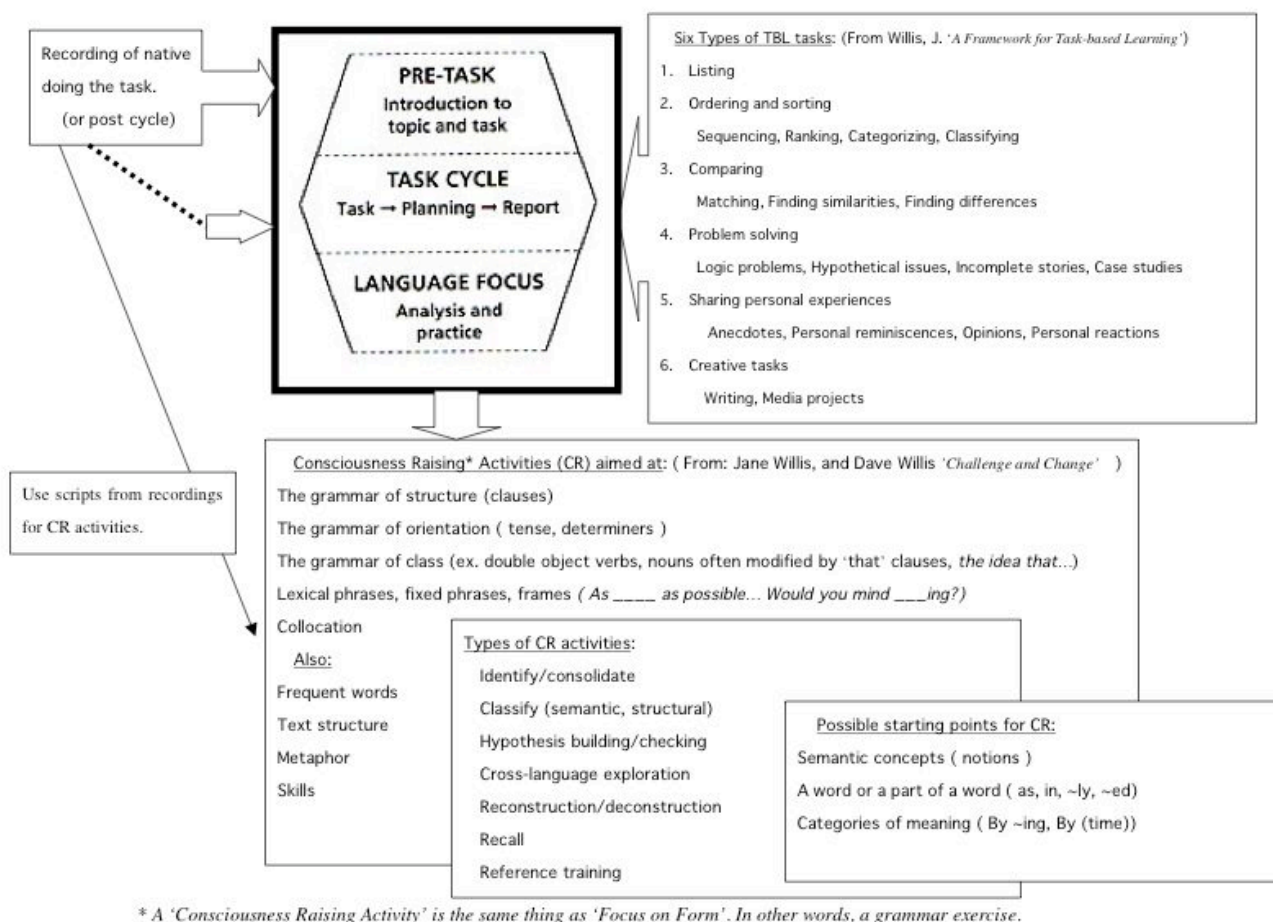 Recording of native
doing the task.
(or post cycle)
PRE-TASK
Introduction to
topic and task
TASK CYCLE
Task → Planning → Report
LANGUAGE FOCUS
Analysis and
practice
Six Types of TBL tasks: (From Willis, J. ‘A Framework for Task-based Learning’)
1. Listing
2. Ordering and sorting
Sequencing, Ranking, Categorizing, Classifying
3. Comparing
Matching, Finding similarities, Finding differences
4. Problem solving
Logic problems, Hypothetical issues, Incomplete stories, Case studies
5. Sharing personal experiences
Anecdotes, Personal reminiscences, Opinions, Personal reactions
6. Creative tasks
Writing, Media projects
Use scripts from recordings
for CR activities.
Consciousness Raising* Activities (CR) aimed at: ( From: Jane Willis, and Dave Willis ‘Challenge and Change’ )
The grammar of structure (clauses)
The grammar of orientation ( tense, determiners )
The grammar of class (ex. double object verbs, nouns often modified by ‘that’ clauses, the idea that…)
Lexical phrases, fixed phrases, frames ( As ____ as possible… Would you mind ___ing?)
Collocation
Also:
Frequent words
Text structure
Metaphor
Skills
Types of CR activities:
Identify/consolidate
Classify (semantic, structural)
Hypothesis building/checking
Cross-language exploration
Reconstruction/deconstruction
Recall
Reference training
Possible starting points for CR:
Semantic concepts ( notions )
A word or a part of a word ( as, in, ~ly, ~ed)
Categories of meaning ( By ~ing, By (time))
* A ‘Consciousness Raising Activity’ is the same thing as ‘Focus on Form’. In other words, a grammar exercise.